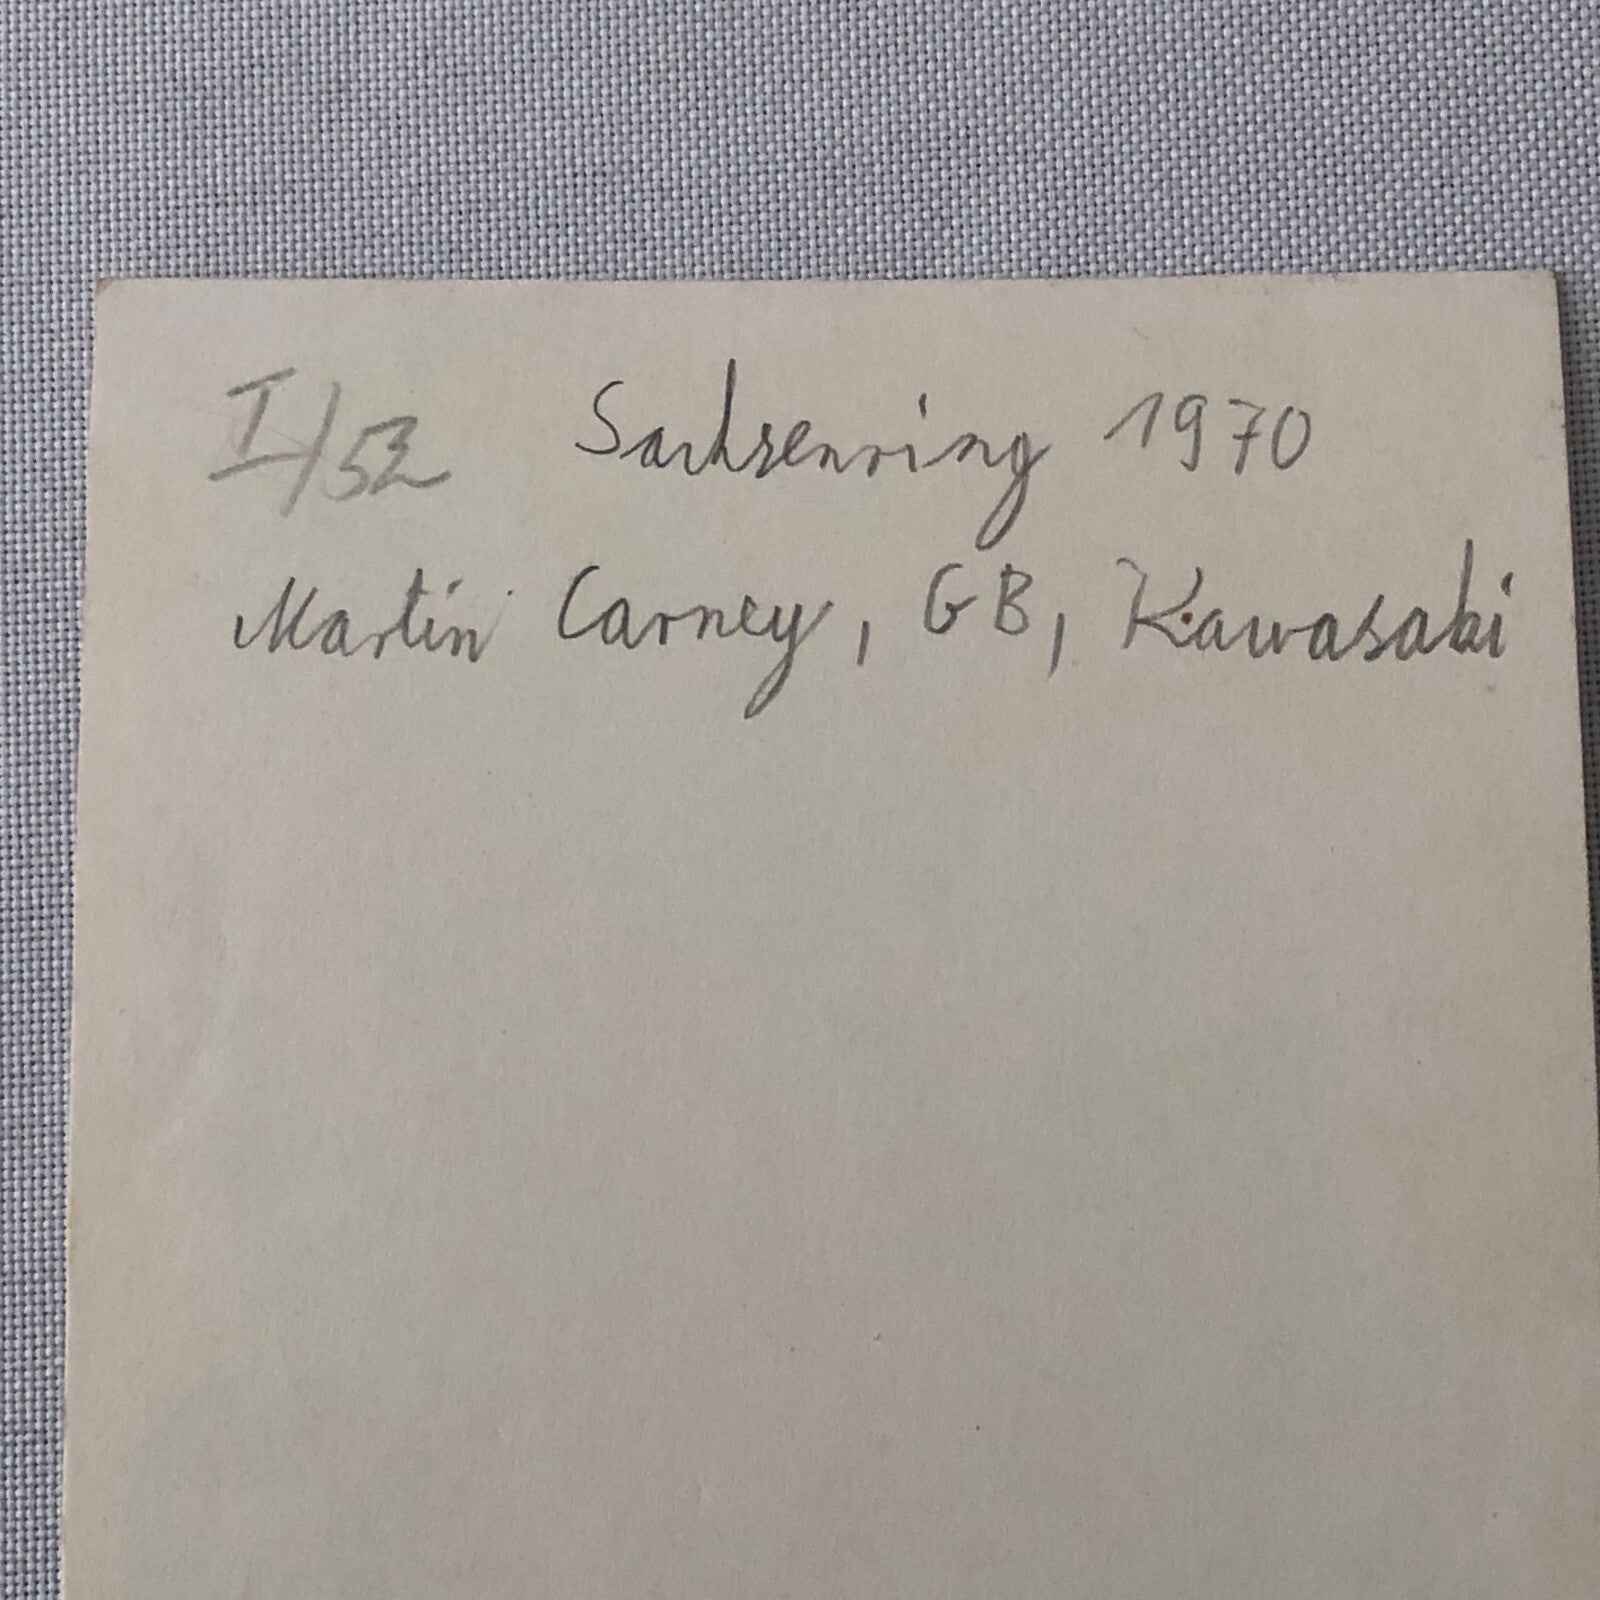 I/52 Sachsenring 1970
Martin Carney, GB, Kawasaki